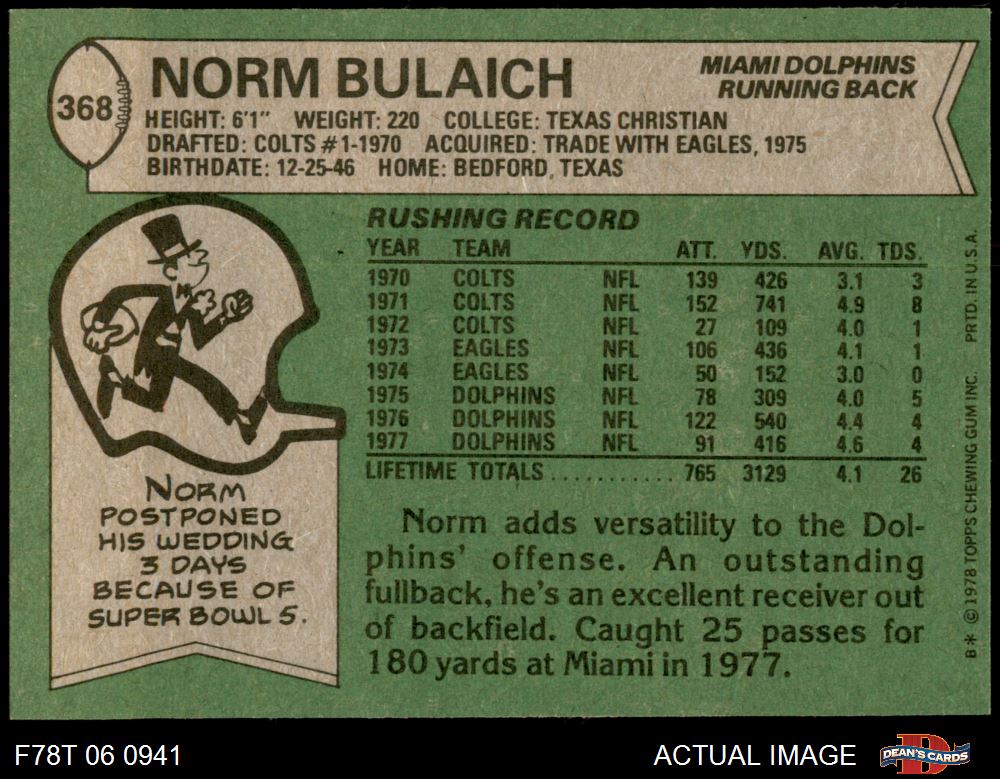 368
NORM BULAICH
MIAMI DOLPHINS
RUNNING BACK
HEIGHT: 6'1" WEIGHT: 220 COLLEGE: TEXAS CHRISTIAN
DRAFTED: COLTS #1-1970 ACQUIRED: TRADE WITH EAGLES, 1975
BIRTHDATE: 12-25-46 HOME: BEDFORD, TEXAS
RUSHING RECORD
YEAR TEAM ATT. YDS. AVG. TDS.
1970 COLTS NFL 139 426 3.1 3
1971 COLTS NFL 152 741 4.9 8
1972 COLTS NFL 27 109 4.0 1
1973 EAGLES NFL 106 436 4.1 1
1974 EAGLES NFL 50 152 3.0 0
1975 DOLPHINS NFL 78 309 4.0 5
1976 DOLPHINS NFL 122 540 4.4 4
1977 DOLPHINS NFL 91 416 4.6 4
LIFETIME TOTALS........... 765 3129 4.1 26
NORM
POSTPONED
HIS WEDDING
3 DAYS
BECAUSE OF
SUPER BOWL 5.
Norm adds versatility to the Dol-
phins' offense. An outstanding
fullback, he's an excellent receiver out
of backfield. Caught 25 passes for
180 yards at Miami in 1977.
B* © 1978 TOPPS CHEWING GUM INC. PRTD. IN U.S.A.
F78T 06 0941
ACTUAL IMAGE
DEAN'S CARDS